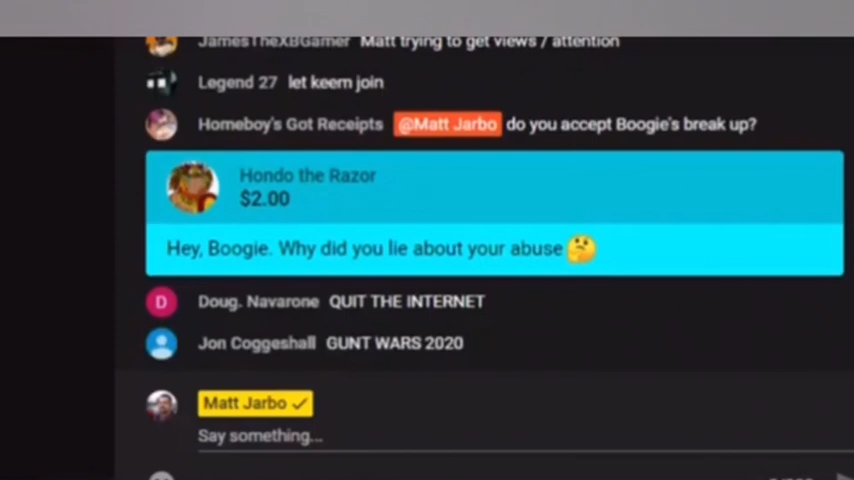 JamesTheXBGamer Matt trying to get views / attention
Legend 27 let keem join
Homeboy's Got Receipts @Matt Jarbo do you accept Boogie's break up?
Hondo the Razor
$2.00
Hey, Boogie. Why did you lie about your abuse 🤔
D Doug. Navarone QUIT THE INTERNET
Jon Coggeshall GUNT WARS 2020
Matt Jarbo ✓
Say something...